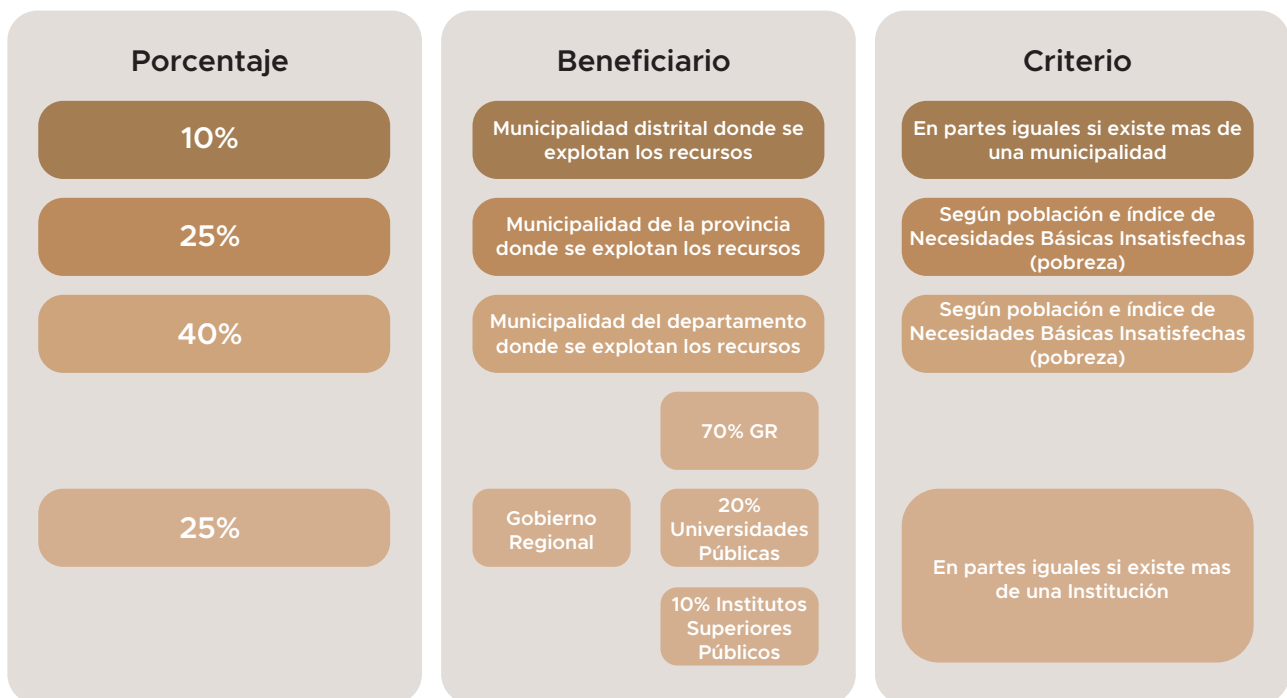 Porcentaje
Beneficiario
Criterio
10%
Municipalidad distrital donde se
explotan los recursos
En partes iguales si existe mas de
una municipalidad
25%
Municipalidad de la provincia
donde se explotan los recursos
Según población e índice de
Necesidades Básicas Insatisfechas
(pobreza)
40%
Municipalidad del departamento
donde se explotan los recursos
Según población e índice de
Necesidades Básicas Insatisfechas
(pobreza)
25%
Gobierno
Regional
70% GR
20%
Universidades
Públicas
10% Institutos
Superiores
Públicos
En partes iguales si existe mas
de una Institución